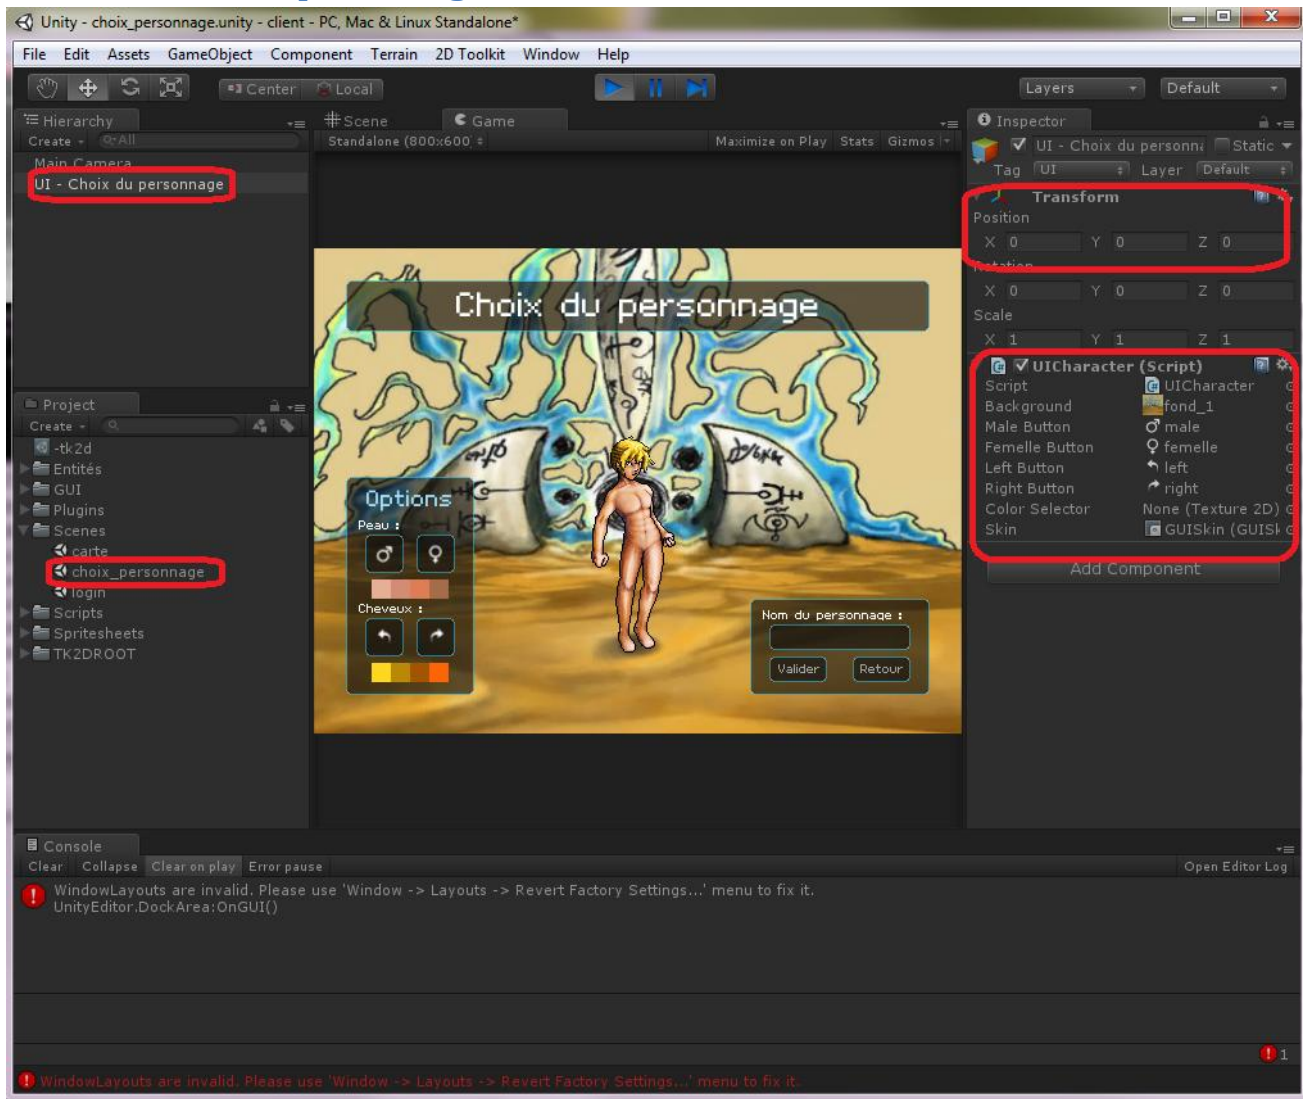 Unity - choix_personnage.unity - client - PC, Mac & Linux Standalone*
File Edit Assets GameObject Component Terrain 2D Toolkit Window Help
Center Local
Layers Default
Hierarchy
Create All
Main Camera
UI - Choix du personnage
Scene Game
Standalone (800x600)
Maximize on Play Stats Gizmos
Choix du personnage
Options
Peau :
Cheveux :
Nom du personnage :
Valider Retour
Inspector
UI - Choix du personn Static
Tag UI Layer Default
Transform
Position
X 0 Y 0 Z 0
Rotation
X 0 Y 0 Z 0
Scale
X 1 Y 1 Z 1
UICharacter (Script)
Script UICharacter
Background fond_1
Male Button male
Femelle Button femelle
Left Button left
Right Button right
Color Selector None (Texture 2D)
Skin GUISkin (GUISk
Add Component
Project
Create
-tk2d
Entités
GUI
Plugins
Scenes
carte
choix_personnage
login
Scripts
Spritesheets
TK2DROOT
Console
Clear Collapse Clear on play Error pause Open Editor Log
WindowLayouts are invalid. Please use 'Window -> Layouts -> Revert Factory Settings...' menu to fix it.
UnityEditor.DockArea:OnGUI()
1
WindowLayouts are invalid. Please use 'Window -> Layouts -> Revert Factory Settings...' menu to fix it.